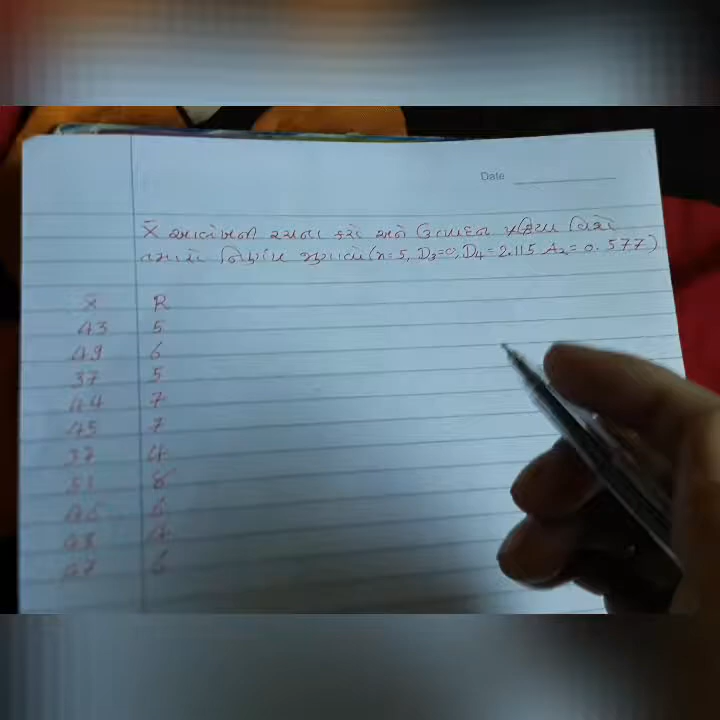 Date
X̄ આલેખની રચના કરો અને ઉત્પાદન પ્રક્રિયા વિશે
તમારો નિર્ણય જણાવો (n=5, D₃=0, D₄=2.115 A₂=0.577)
X̄ R
43 5
49 6
37 5
44 7
45 7
37 4
51 8
46 6
43 4
47 6